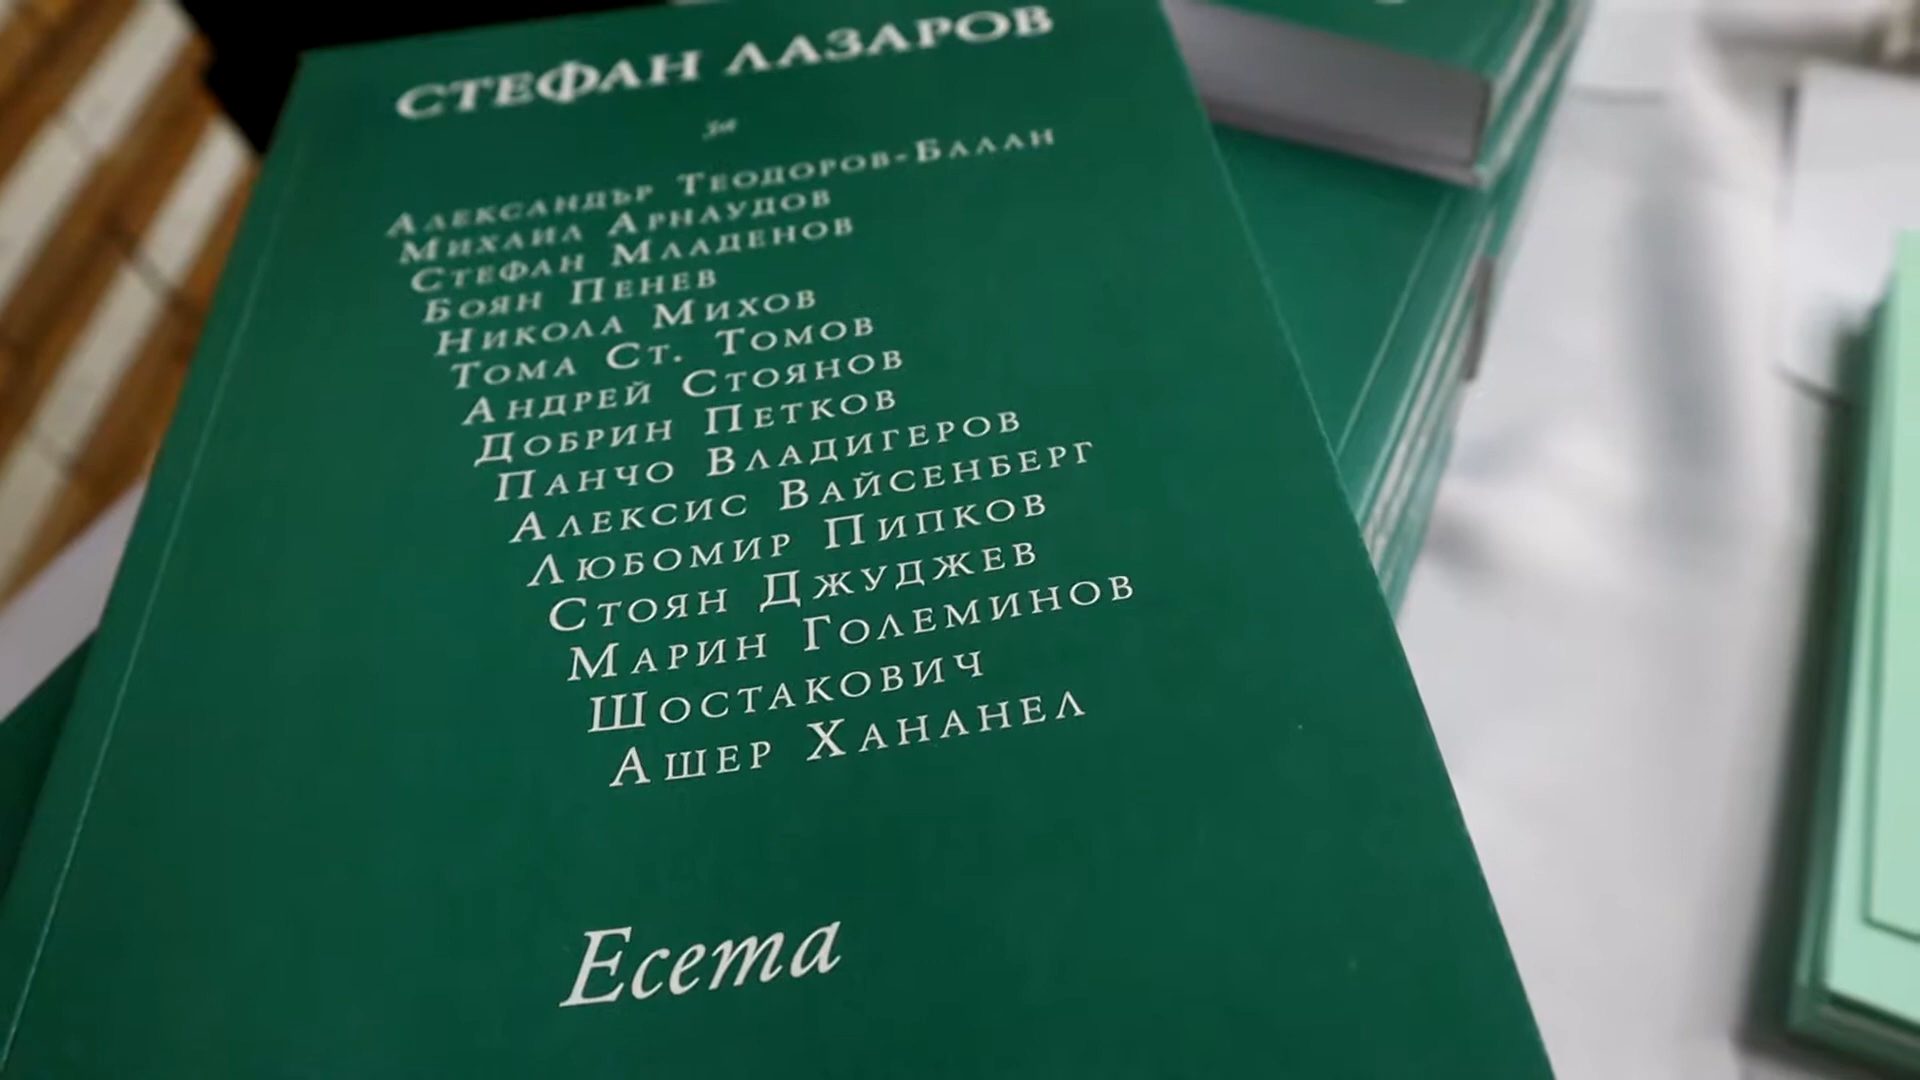 СТЕФАН ЛАЗАРОВ
за
АЛЕКСАНДЪР ТЕОДОРОВ-БАЛАН
МИХАИЛ АРНАУДОВ
СТЕФАН МЛАДЕНОВ
БОЯН ПЕНЕВ
НИКОЛА МИХОВ
ТОМА СТ. ТОМОВ
АНДРЕЙ СТОЯНОВ
ДОБРИН ПЕТКОВ
ПАНЧО ВЛАДИГЕРОВ
АЛЕКСИС ВАЙСЕНБЕРГ
ЛЮБОМИР ПИПКОВ
СТОЯН ДЖУДЖЕВ
МАРИН ГОЛЕМИНОВ
ШОСТАКОВИЧ
АШЕР ХАНАНЕЛ
Есета